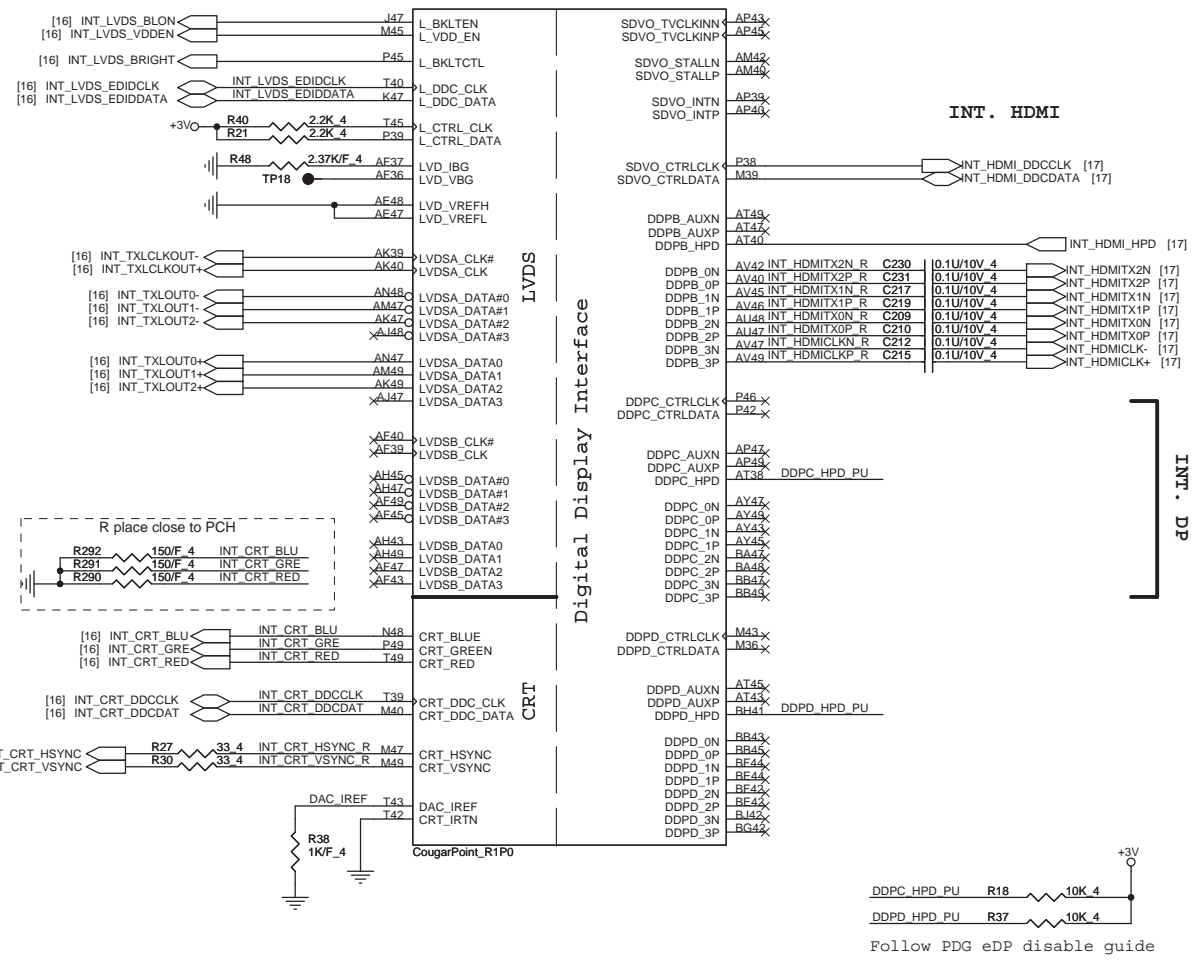 [16] INT_LVDS_BLON J47 L_BKLTEN
[16] INT_LVDS_VDDEN M45 L_VDD_EN
[16] INT_LVDS_BRIGHT P45 L_BKLTCTL
[16] INT_LVDS_EDIDCLK INT_LVDS_EDIDCLK T40 L_DDC_CLK
[16] INT_LVDS_EDIDDATA INT_LVDS_EDIDDATA K47 L_DDC_DATA
+3V R40 2.2K_4 T45 L_CTRL_CLK
R21 2.2K_4 P39 L_CTRL_DATA
R48 2.37K/F_4 AF37 LVD_IBG
TP18 AF36 LVD_VBG
AE48 LVD_VREFH
AE47 LVD_VREFL
[16] INT_TXLCLKOUT- AK39 LVDSA_CLK#
[16] INT_TXLCLKOUT+ AK40 LVDSA_CLK
[16] INT_TXLOUT0- AN48 LVDSA_DATA#0
[16] INT_TXLOUT1- AM47 LVDSA_DATA#1
[16] INT_TXLOUT2- AK47 LVDSA_DATA#2
AJ48 LVDSA_DATA#3
[16] INT_TXLOUT0+ AN47 LVDSA_DATA0
[16] INT_TXLOUT1+ AM49 LVDSA_DATA1
[16] INT_TXLOUT2+ AK49 LVDSA_DATA2
AJ47 LVDSA_DATA3
AF40 LVDSB_CLK#
AF39 LVDSB_CLK
AH45 LVDSB_DATA#0
AH47 LVDSB_DATA#1
AF49 LVDSB_DATA#2
AF45 LVDSB_DATA#3
AH43 LVDSB_DATA0
AH49 LVDSB_DATA1
AF47 LVDSB_DATA2
AF43 LVDSB_DATA3
R place close to PCH
R292 150/F_4 INT_CRT_BLU
R291 150/F_4 INT_CRT_GRE
R290 150/F_4 INT_CRT_RED
[16] INT_CRT_BLU INT_CRT_BLU N48 CRT_BLUE
[16] INT_CRT_GRE INT_CRT_GRE P49 CRT_GREEN
[16] INT_CRT_RED INT_CRT_RED T49 CRT_RED
[16] INT_CRT_DDCCLK INT_CRT_DDCCLK T39 CRT_DDC_CLK
[16] INT_CRT_DDCDAT INT_CRT_DDCDAT M40 CRT_DDC_DATA
T_CRT_HSYNC R27 33_4 INT_CRT_HSYNC_R M47 CRT_HSYNC
T_CRT_VSYNC R30 33_4 INT_CRT_VSYNC_R M49 CRT_VSYNC
DAC_IREF T43 DAC_IREF
T42 CRT_IRTN
R38
1K/F_4
CougarPoint_R1P0
LVDS
CRT
Digital Display Interface
SDVO_TVCLKINN AP43
SDVO_TVCLKINP AP45
SDVO_STALLN AM42
SDVO_STALLP AM40
SDVO_INTN AP39
SDVO_INTP AP40
INT. HDMI
SDVO_CTRLCLK P38 INT_HDMI_DDCCLK [17]
SDVO_CTRLDATA M39 INT_HDMI_DDCDATA [17]
DDPB_AUXN AT49
DDPB_AUXP AT47
DDPB_HPD AT40 INT_HDMI_HPD [17]
DDPB_0N AV42 INT_HDMITX2N_R C230 0.1U/10V_4 INT_HDMITX2N [17]
DDPB_0P AV40 INT_HDMITX2P_R C231 0.1U/10V_4 INT_HDMITX2P [17]
DDPB_1N AV45 INT_HDMITX1N_R C217 0.1U/10V_4 INT_HDMITX1N [17]
DDPB_1P AV46 INT_HDMITX1P_R C219 0.1U/10V_4 INT_HDMITX1P [17]
DDPB_2N AU48 INT_HDMITX0N_R C209 0.1U/10V_4 INT_HDMITX0N [17]
DDPB_2P AU47 INT_HDMITX0P_R C210 0.1U/10V_4 INT_HDMITX0P [17]
DDPB_3N AV47 INT_HDMICLKN_R C212 0.1U/10V_4 INT_HDMICLK- [17]
DDPB_3P AV49 INT_HDMICLKP_R C215 0.1U/10V_4 INT_HDMICLK+ [17]
DDPC_CTRLCLK P46
DDPC_CTRLDATA P42
DDPC_AUXN AP47
DDPC_AUXP AP49
DDPC_HPD AT38 DDPC_HPD_PU
DDPC_0N AY47
DDPC_0P AY49
DDPC_1N AY43
DDPC_1P AY45
DDPC_2N BA47
DDPC_2P BA48
DDPC_3N BB47
DDPC_3P BB49
INT. DP
DDPD_CTRLCLK M43
DDPD_CTRLDATA M36
DDPD_AUXN AT45
DDPD_AUXP AT43
DDPD_HPD BH41 DDPD_HPD_PU
DDPD_0N BB43
DDPD_0P BB45
DDPD_1N BF44
DDPD_1P BE44
DDPD_2N BF42
DDPD_2P BE42
DDPD_3N BJ42
DDPD_3P BG42
+3V
DDPC_HPD_PU R18 10K_4
DDPD_HPD_PU R37 10K_4
Follow PDG eDP disable guide